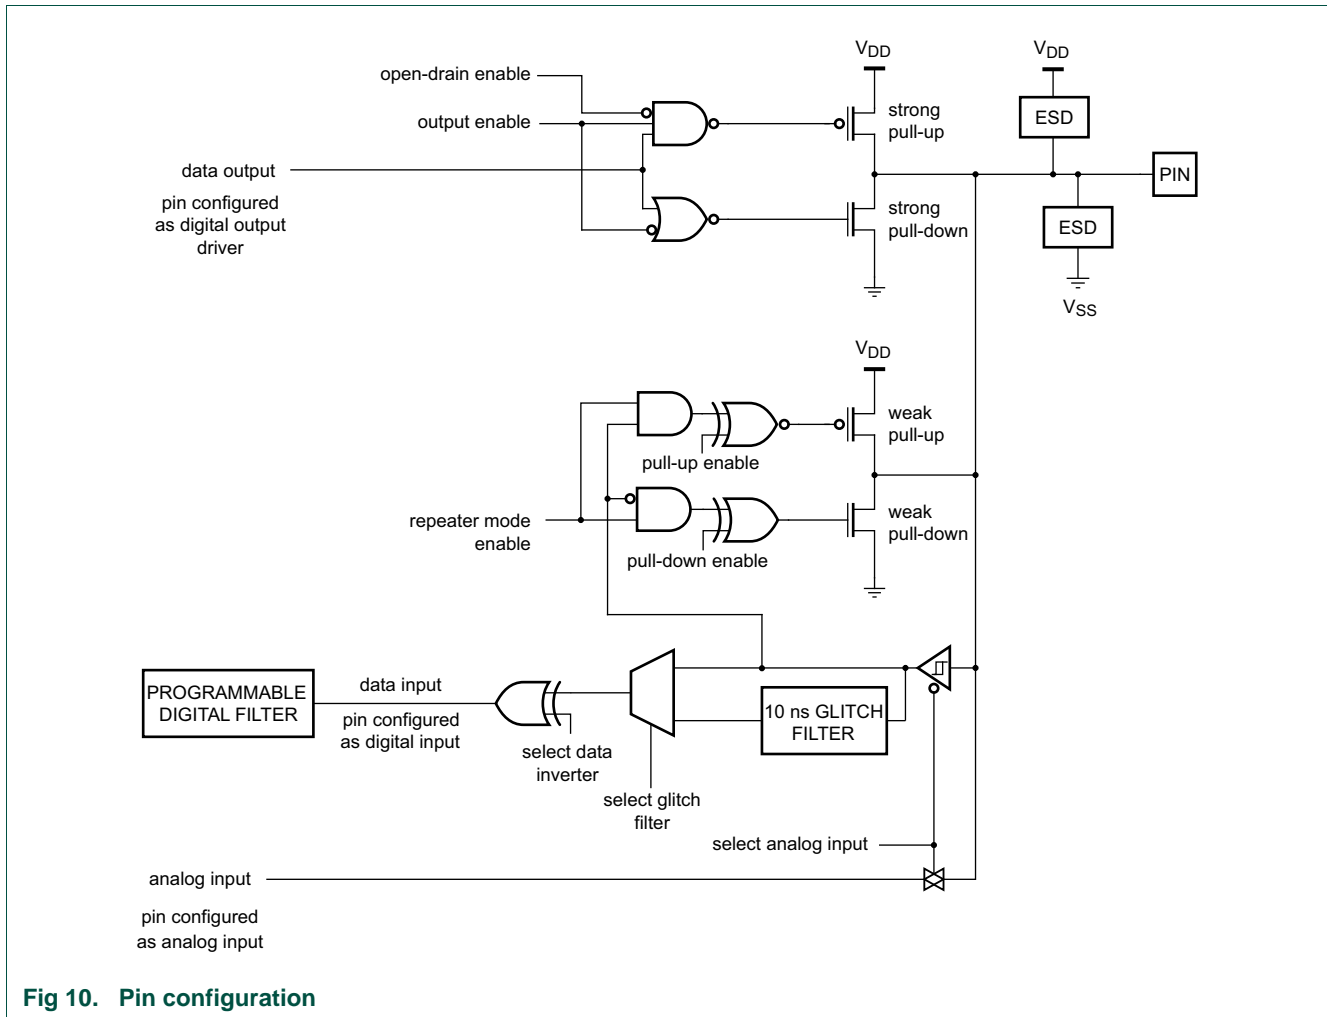 VDD
VDD
open-drain enable
strong
pull-up
ESD
output enable
data output
PIN
pin configured
as digital output
driver
strong
pull-down
ESD
VSS
VDD
weak
pull-up
pull-up enable
repeater mode
enable
weak
pull-down
pull-down enable
PROGRAMMABLE
DIGITAL FILTER
data input
pin configured
as digital input
10 ns GLITCH
FILTER
select data
inverter
select glitch
filter
select analog input
analog input
pin configured
as analog input
Fig 10. Pin configuration